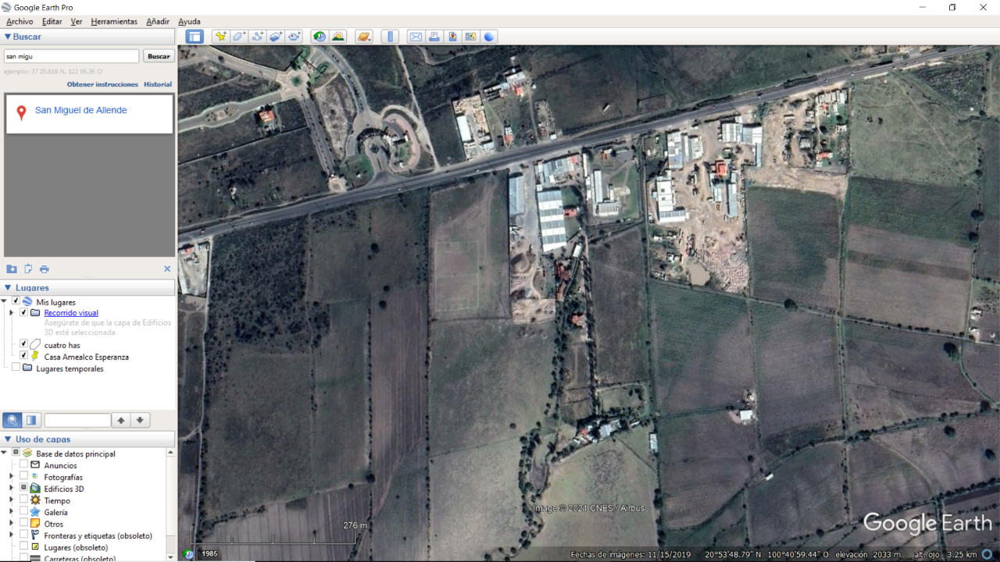 Google Earth Pro
Archivo Editar Ver Herramientas Añadir Ayuda
Buscar
san migu Buscar
ejemplo: 37 25.818 N, 122 05.36 O
Obtener instrucciones Historial
San Miguel de Allende
Lugares
Mis lugares
Recorrido visual
Asegúrate de que la capa de Edificios
3D esté seleccionada
cuatro has
Casa Amealco Esperanza
Lugares temporales
Uso de capas
Base de datos principal
Anuncios
Fotografías
Edificios 3D
Tiempo
Galería
Otros
Fronteras y etiquetas (obsoleto)
Lugares (obsoleto)
Carreteras (obsoleto)
Image © 2021 CNES / Airbus
Google Earth
276 m
1985
Fechas de imágenes: 11/15/2019 20°53'48.79" N 100°40'59.44" O elevación 2033 m alt. ojo 3.25 km